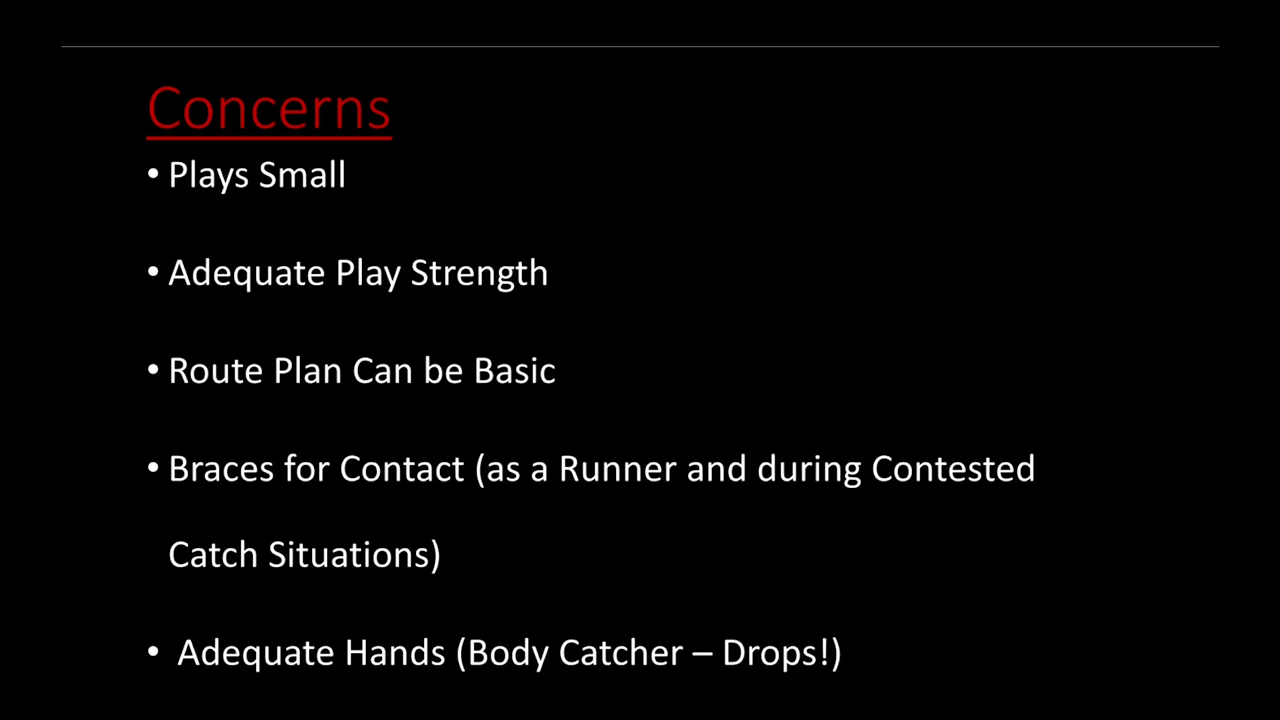 Concerns
• Plays Small
• Adequate Play Strength
• Route Plan Can be Basic
• Braces for Contact (as a Runner and during Contested
Catch Situations)
• Adequate Hands (Body Catcher – Drops!)